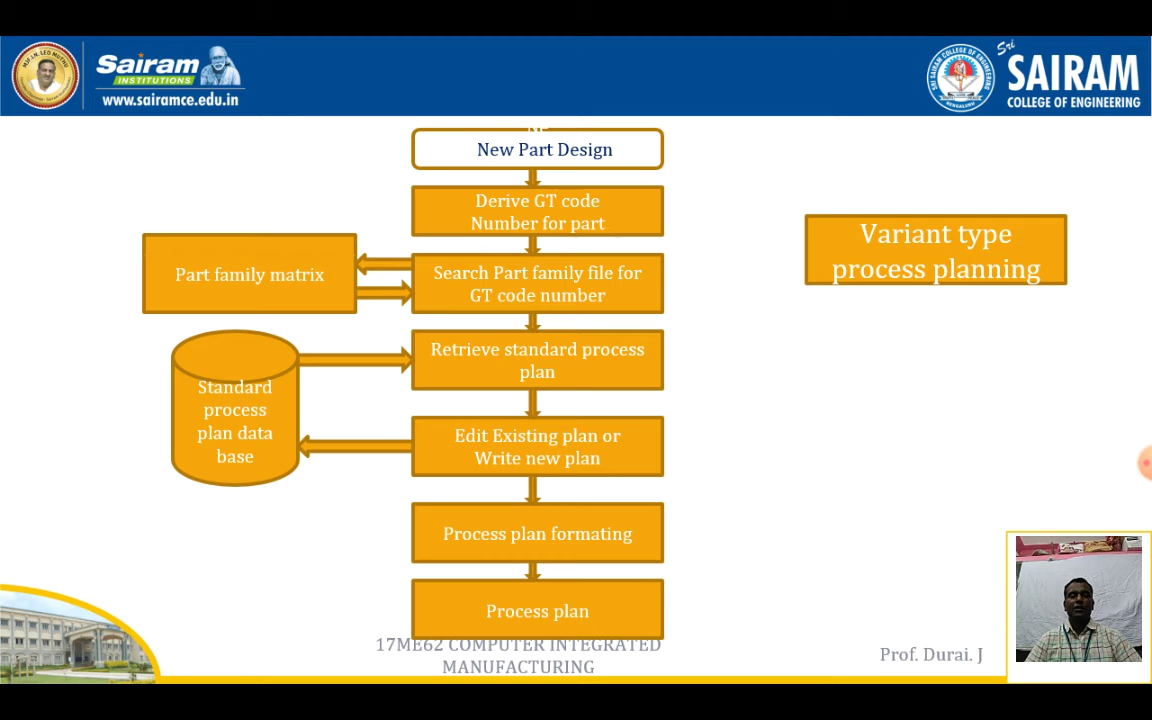 Sairam
INSTITUTIONS
www.sairamce.edu.in
Sri
SAIRAM
COLLEGE OF ENGINEERING
New Part Design
Derive GT code
Number for part
Variant type
process planning
Part family matrix
Search Part family file for
GT code number
Retrieve standard process
plan
Standard
process
plan data
base
Edit Existing plan or
Write new plan
Process plan formating
Process plan
17ME62 COMPUTER INTEGRATED
MANUFACTURING
Prof. Durai. J